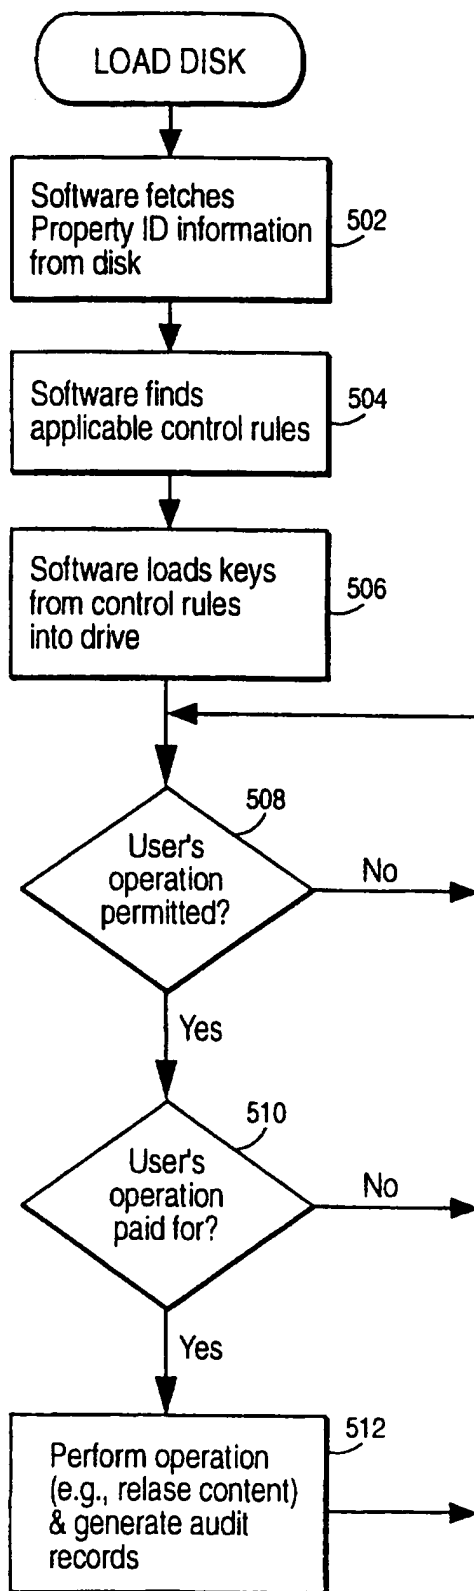 LOAD DISK
Software fetches
Property ID information
from disk
502
Software finds
applicable control rules
504
Software loads keys
from control rules
into drive
506
508
User's
operation
permitted?
No
Yes
510
User's
operation
paid for?
No
Yes
512
Perform operation
(e.g., relase content)
& generate audit
records